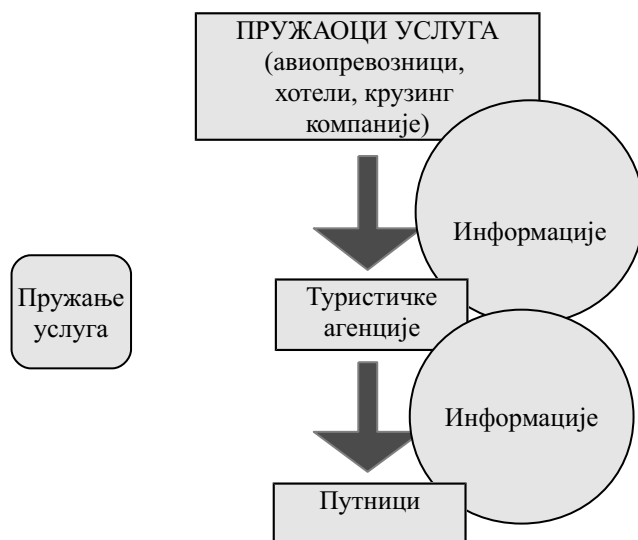 ПРУЖАОЦИ УСЛУГА
(авиопревозници,
хотели, крузинг
компаније)
Информације
Пружање
услуга
Туристичке
агенције
Информације
Путници